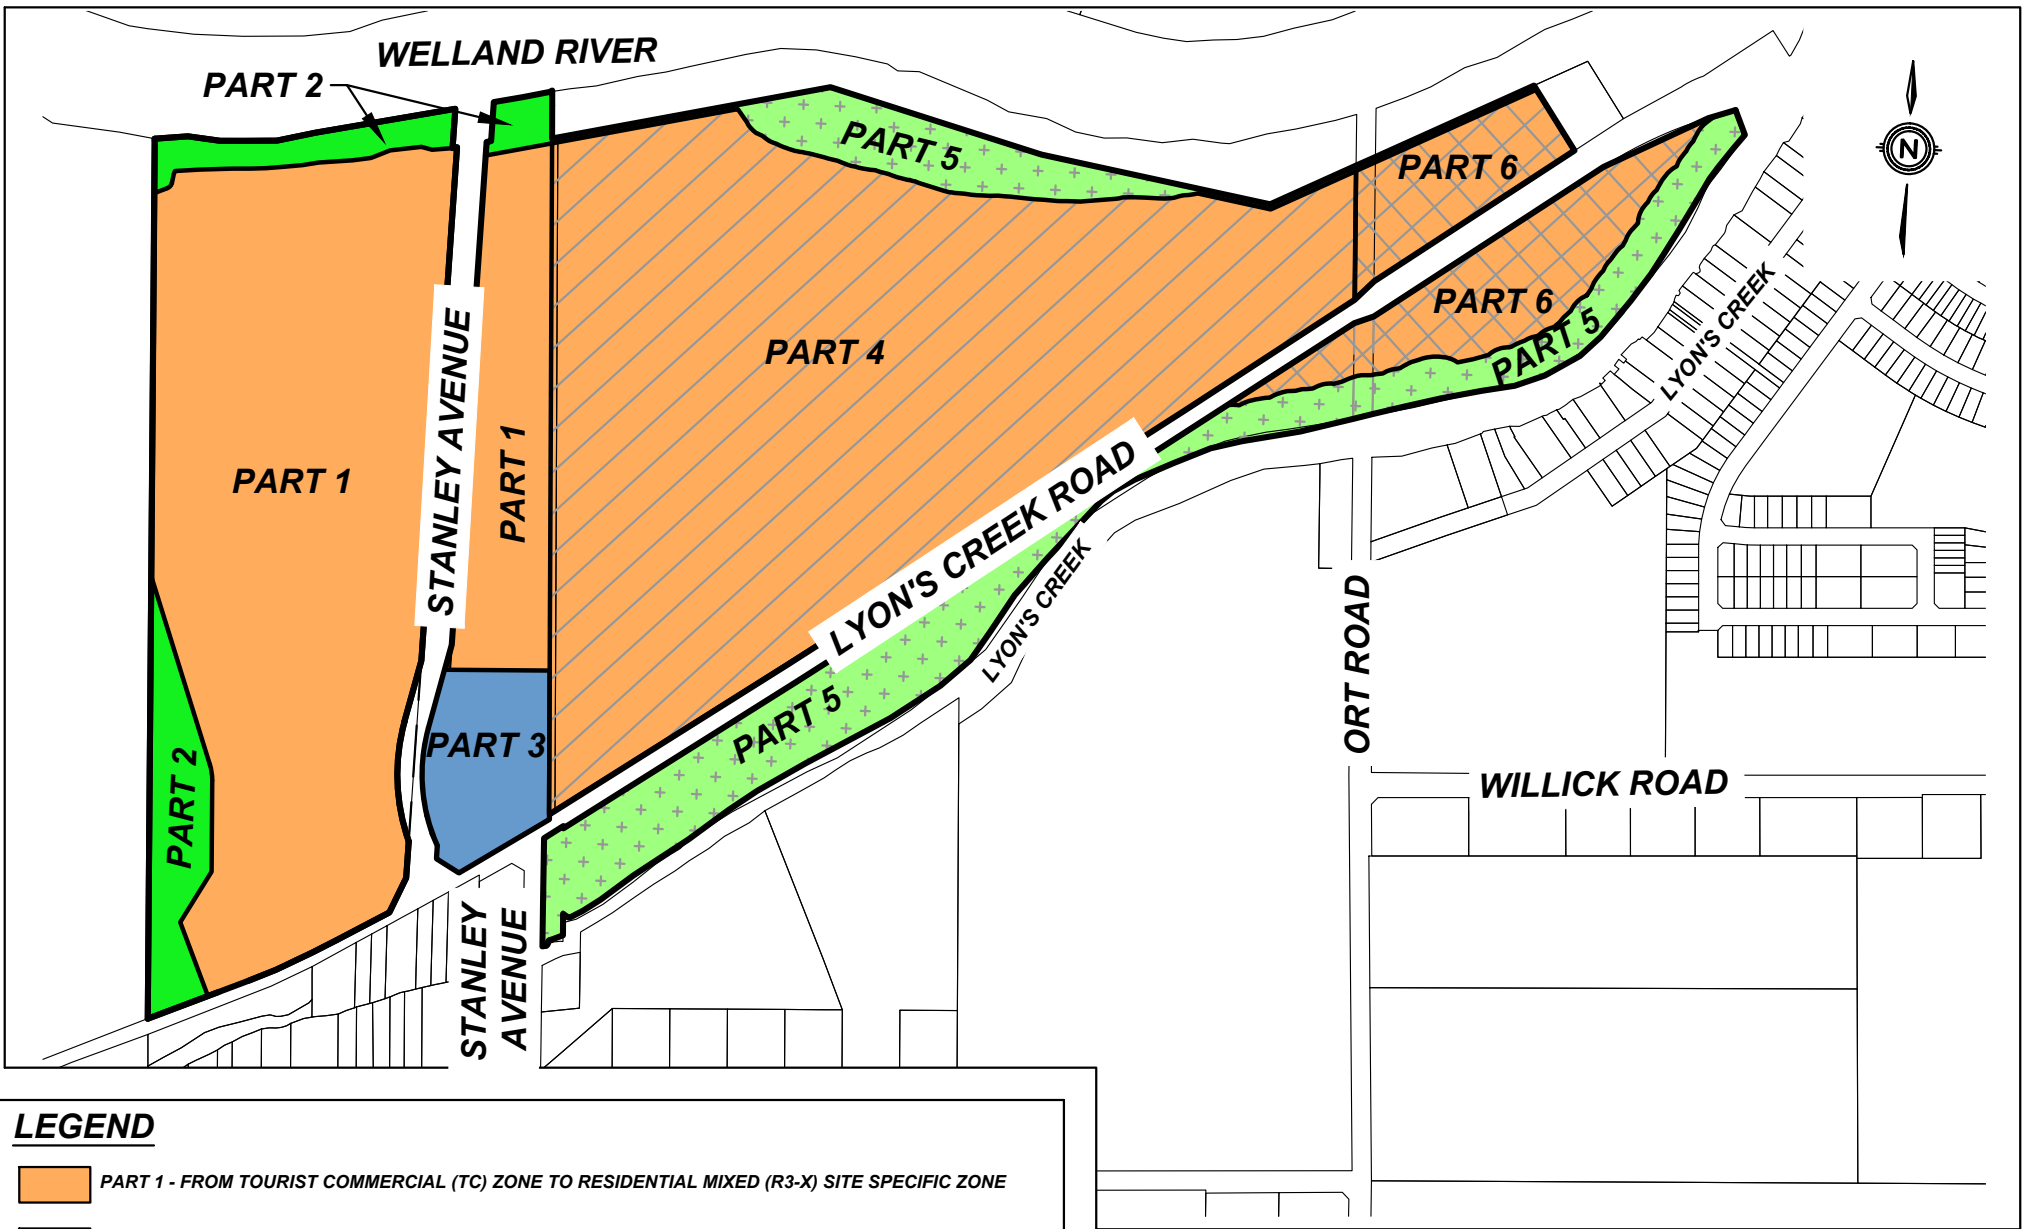 WELLAND RIVER
PART 2
PART 5
PART 6
N
PART 6
LYON'S CREEK
PART 5
PART 4
STANLEY AVENUE
PART 1
PART 1
LYON'S CREEK ROAD
LYON'S CREEK
ORT ROAD
PART 5
PART 3
PART 2
WILLICK ROAD
STANLEY
AVENUE
LEGEND
PART 1 - FROM TOURIST COMMERCIAL (TC) ZONE TO RESIDENTIAL MIXED (R3-X) SITE SPECIFIC ZONE